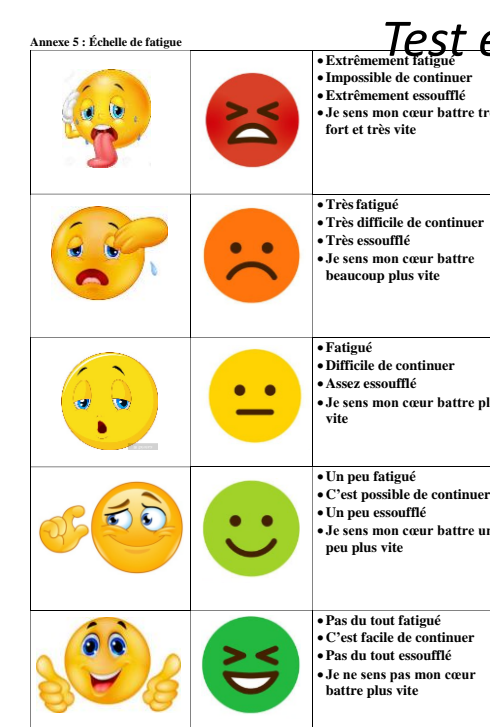 Test e
Annexe 5 : Échelle de fatigue
• Extrêmement fatigué
• Impossible de continuer
• Extrêmement essoufflé
• Je sens mon cœur battre tr
fort et très vite
• Très fatigué
• Très difficile de continuer
• Très essoufflé
• Je sens mon cœur battre
beaucoup plus vite
• Fatigué
• Difficile de continuer
• Assez essoufflé
• Je sens mon cœur battre pl
vite
• Un peu fatigué
• C’est possible de continuer
• Un peu essoufflé
• Je sens mon cœur battre un
peu plus vite
• Pas du tout fatigué
• C’est facile de continuer
• Pas du tout essoufflé
• Je ne sens pas mon cœur
battre plus vite